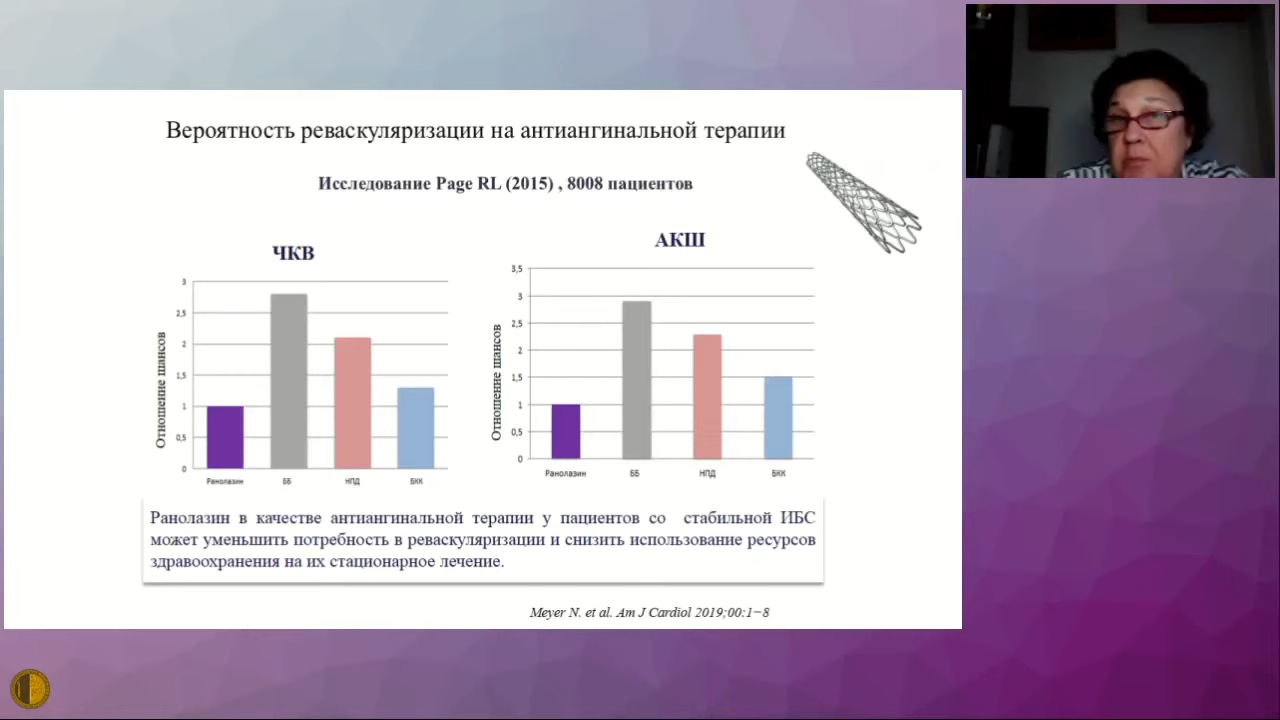 Вероятность реваскуляризации на антиангинальной терапии
Исследование Page RL (2015) , 8008 пациентов
ЧКВ
Отношение шансов
3
2,5
2
1,5
1
0,5
0
Ранолазин ББ НПД БКК
АКШ
Отношение шансов
3,5
3
2,5
2
1,5
1
0,5
0
Ранолазин ББ НПД БКК
Ранолазин в качестве антиангинальной терапии у пациентов со стабильной ИБС
может уменьшить потребность в реваскуляризации и снизить использование ресурсов
здравоохранения на их стационарное лечение.
Meyer N. et al. Am J Cardiol 2019;00:1−8